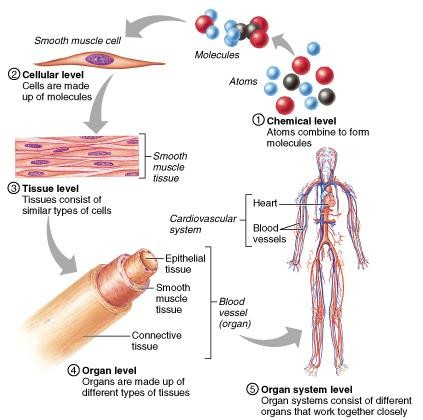 Smooth muscle cell
Molecules
② Cellular level
Cells are made
up of molecules
Atoms
① Chemical level
Atoms combine to form
molecules
Smooth
muscle
tissue
③ Tissue level
Tissues consist of
similar types of cells
Cardiovascular
system
Heart
Blood
vessels
Epithelial
tissue
Smooth
muscle
tissue
Connective
tissue
Blood
vessel
(organ)
④ Organ level
Organs are made up of
different types of tissues
⑤ Organ system level
Organ systems consist of different
organs that work together closely